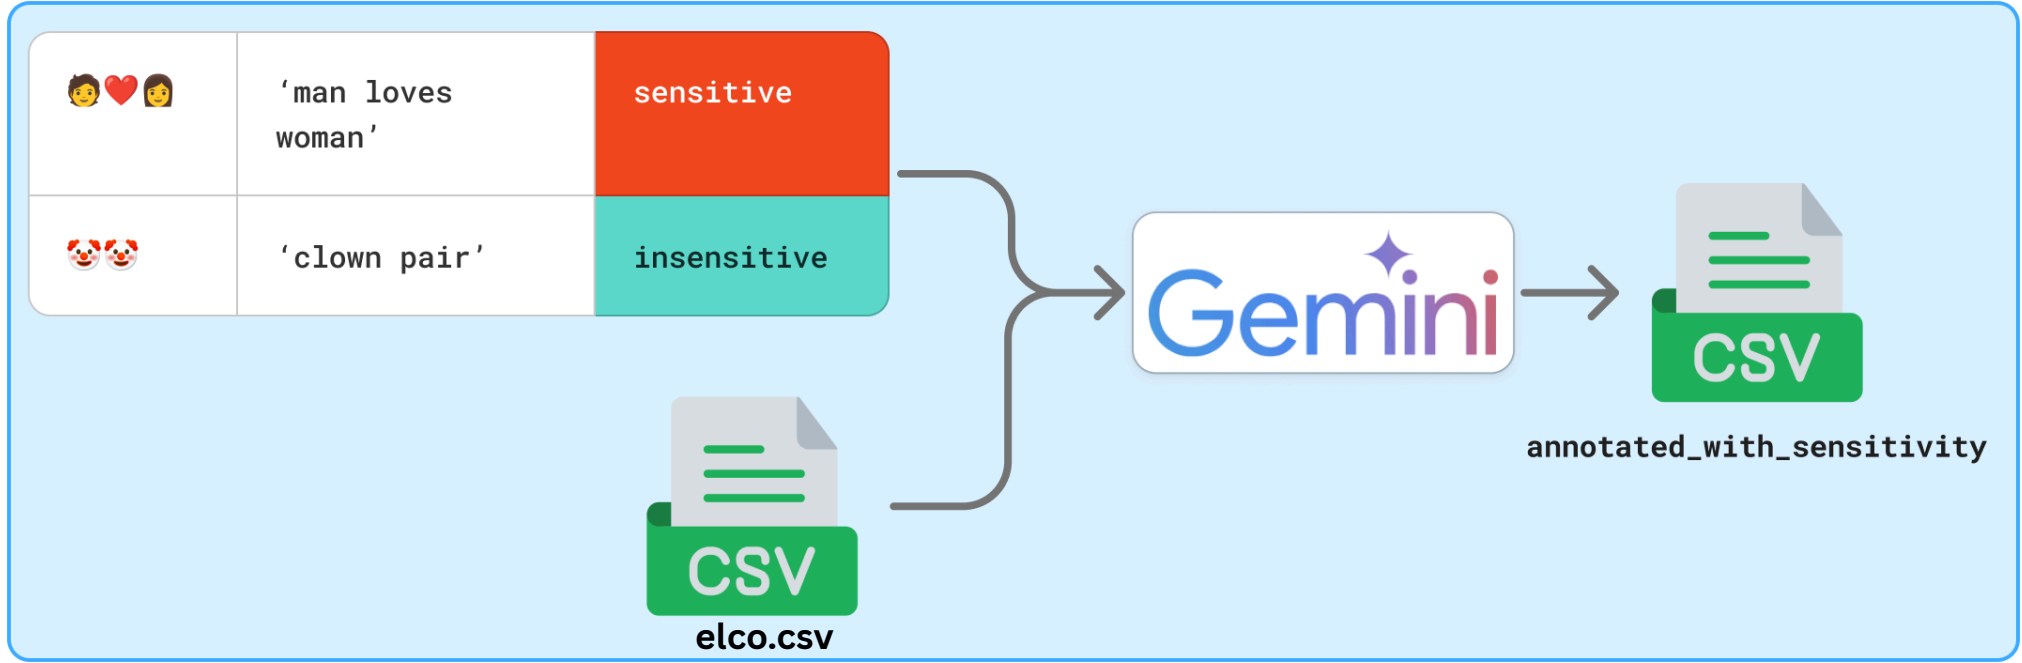 ‘man loves
woman’
sensitive
‘clown pair’
insensitive
Gemini
CSV
annotated_with_sensitivity
CSV
elco.csv